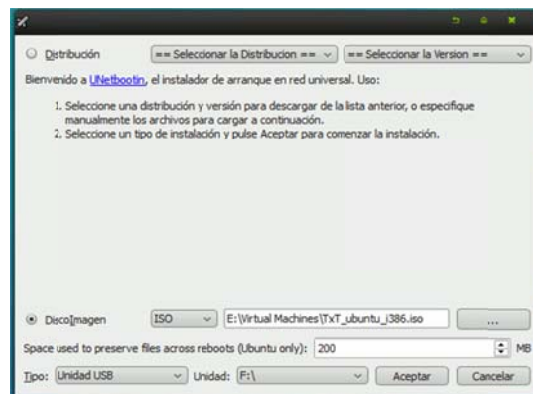 Distribución == Seleccionar la Distribucion == == Seleccionar la Version ==
Bienvenido a UNetbootin, el instalador de arranque en red universal. Uso:
1. Seleccione una distribución y versión para descargar de la lista anterior, o especifique
manualmente los archivos para cargar a continuación.
2. Seleccione un tipo de instalación y pulse Aceptar para comenzar la instalación.
DiscoImagen ISO E:\Virtual Machines\TxT_ubuntu_i386.iso ...
Space used to preserve files across reboots (Ubuntu only): 200 MB
Tipo: Unidad USB Unidad: F:\ Aceptar Cancelar